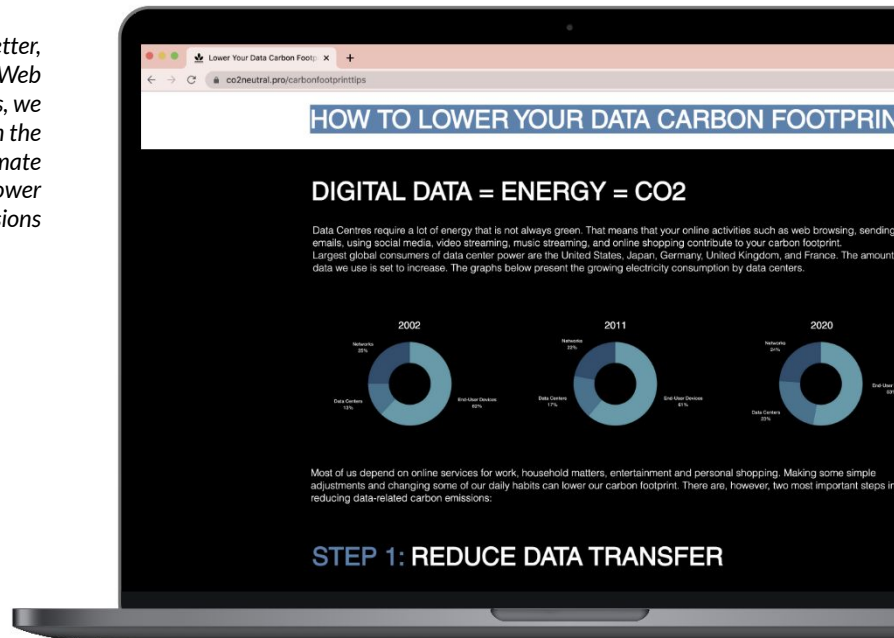 etter,
Web
s, we
n the
mate
ower
sions
Lower Your Data Carbon Footp
co2neutral.pro/carbonfootprinttips
HOW TO LOWER YOUR DATA CARBON FOOTPRIN
DIGITAL DATA = ENERGY = CO2
Data Centres require a lot of energy that is not always green. That means that your online activities such as web browsing, sending
emails, using social media, video streaming, music streaming, and online shopping contribute to your carbon footprint.
Largest global consumers of data center power are the United States, Japan, Germany, United Kingdom, and France. The amount
data we use is set to increase. The graphs below present the growing electricity consumption by data centers.
2002
2011
2020
Networks
Networks
22%
Networks
24%
Data Centers
13%
End-User Devices
Data Centers
17%
End-User Devices
61%
Data Centers
End-User
Most of us depend on online services for work, household matters, entertainment and personal shopping. Making some simple
adjustments and changing some of our daily habits can lower our carbon footprint. There are, however, two most important steps in
reducing data-related carbon emissions:
STEP 1: REDUCE DATA TRANSFER